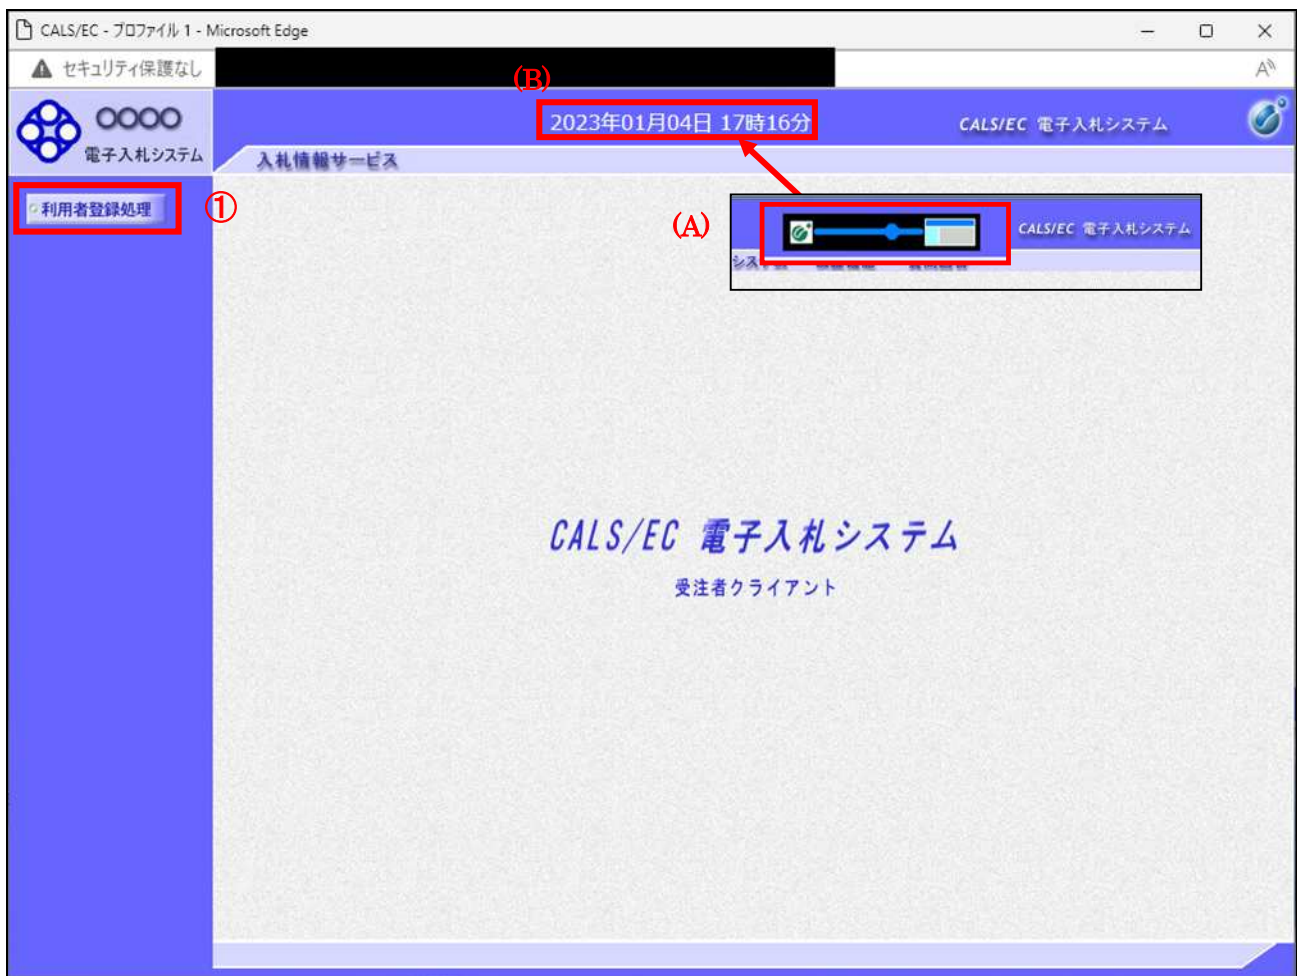 CALS/EC - プロファイル 1 - Microsoft Edge
セキュリティ保護なし
(B)
○○○○
電子入札システム
2023年01月04日 17時16分
CALS/EC 電子入札システム
入札情報サービス
利用者登録処理
①
(A)
CALS/EC 電子入札システム
CALS/EC 電子入札システム
受注者クライアント